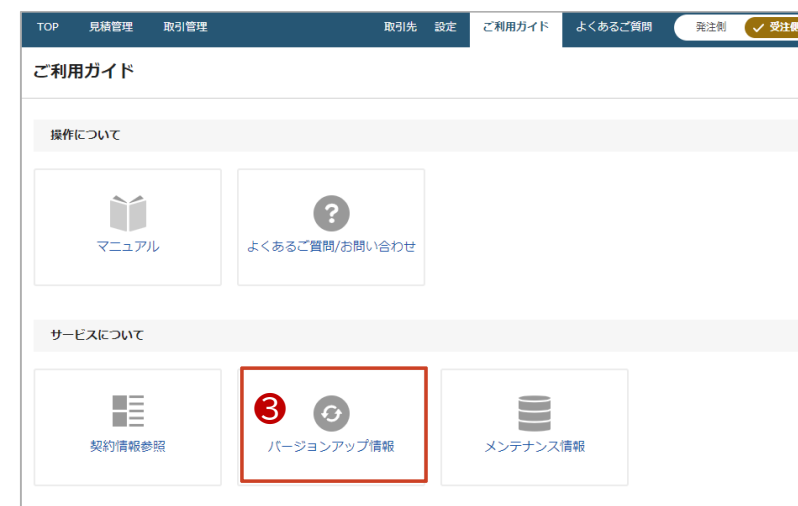 TOP 見積管理 取引管理 取引先 設定 ご利用ガイド よくあるご質問 発注側 受注側
ご利用ガイド
操作について
マニュアル よくあるご質問/お問い合わせ
サービスについて
3
契約情報参照 バージョンアップ情報 メンテナンス情報